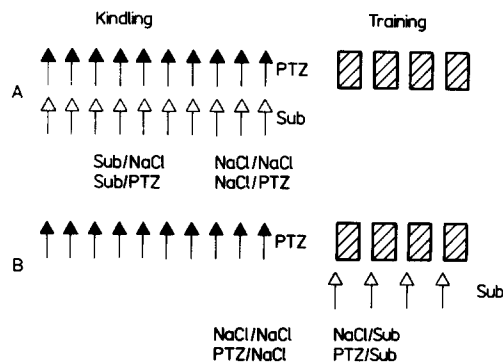 Kindling Training
PTZ
A
Sub
Sub/NaCl NaCl/NaCl
Sub/PTZ NaCl/PTZ
PTZ
B
Sub
NaCl/NaCl NaCl/Sub
PTZ/NaCl PTZ/Sub